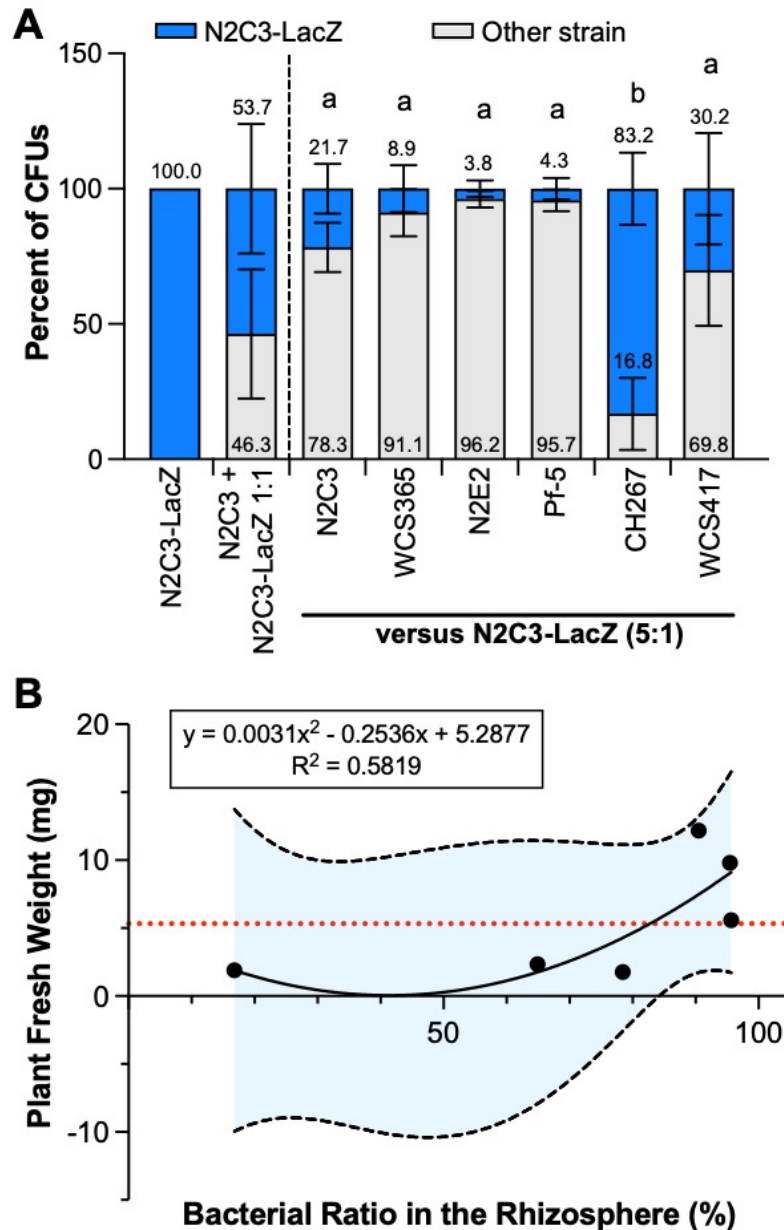 A
N2C3-LacZ
Other strain
Percent of CFUs
150
100
50
0
100.0
53.7
46.3
a
21.7
78.3
a
8.9
91.1
a
3.8
96.2
a
4.3
95.7
b
83.2
16.8
a
30.2
69.8
N2C3-LacZ
N2C3 +
N2C3-LacZ 1:1
N2C3
WCS365
N2E2
Pf-5
CH267
WCS417
versus N2C3-LacZ (5:1)
B
Plant Fresh Weight (mg)
20
10
0
-10
y = 0.0031x² - 0.2536x + 5.2877
R² = 0.5819
50
100
Bacterial Ratio in the Rhizosphere (%)